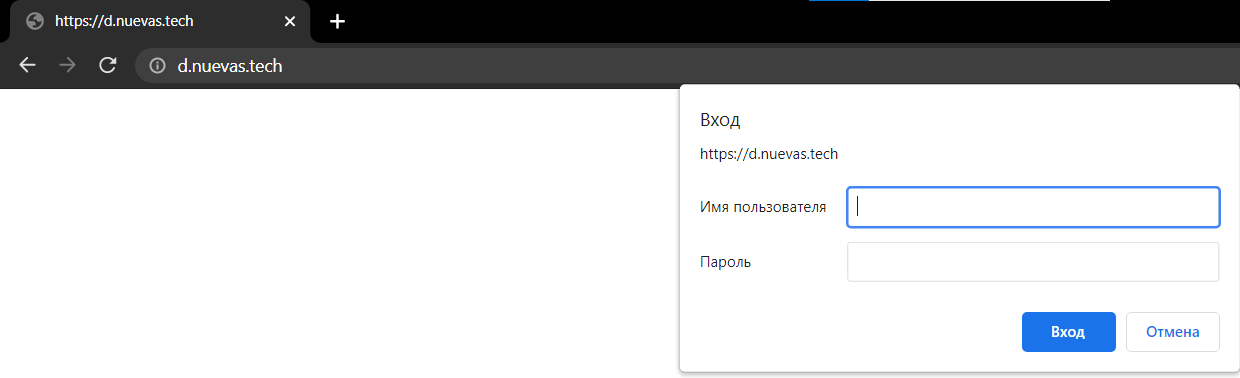 https://d.nuevas.tech
d.nuevas.tech
Вход
https://d.nuevas.tech
Имя пользователя
Пароль
Вход Отмена